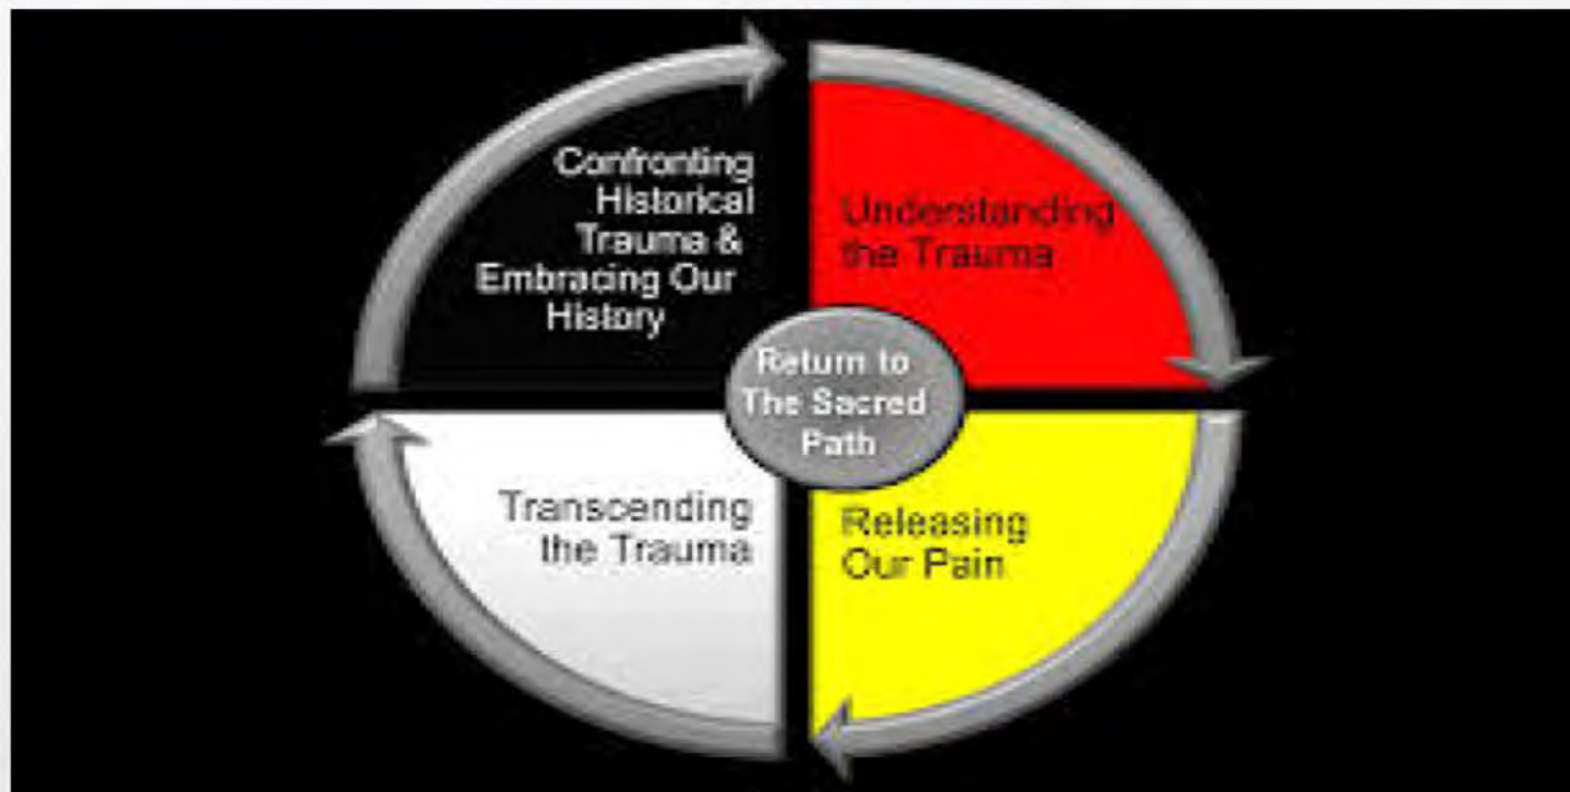 Confronting
Historical
Trauma &
Embracing Our
History
Understanding
the Trauma
Return to
The Sacred
Path
Transcending
the Trauma
Releasing
Our Pain